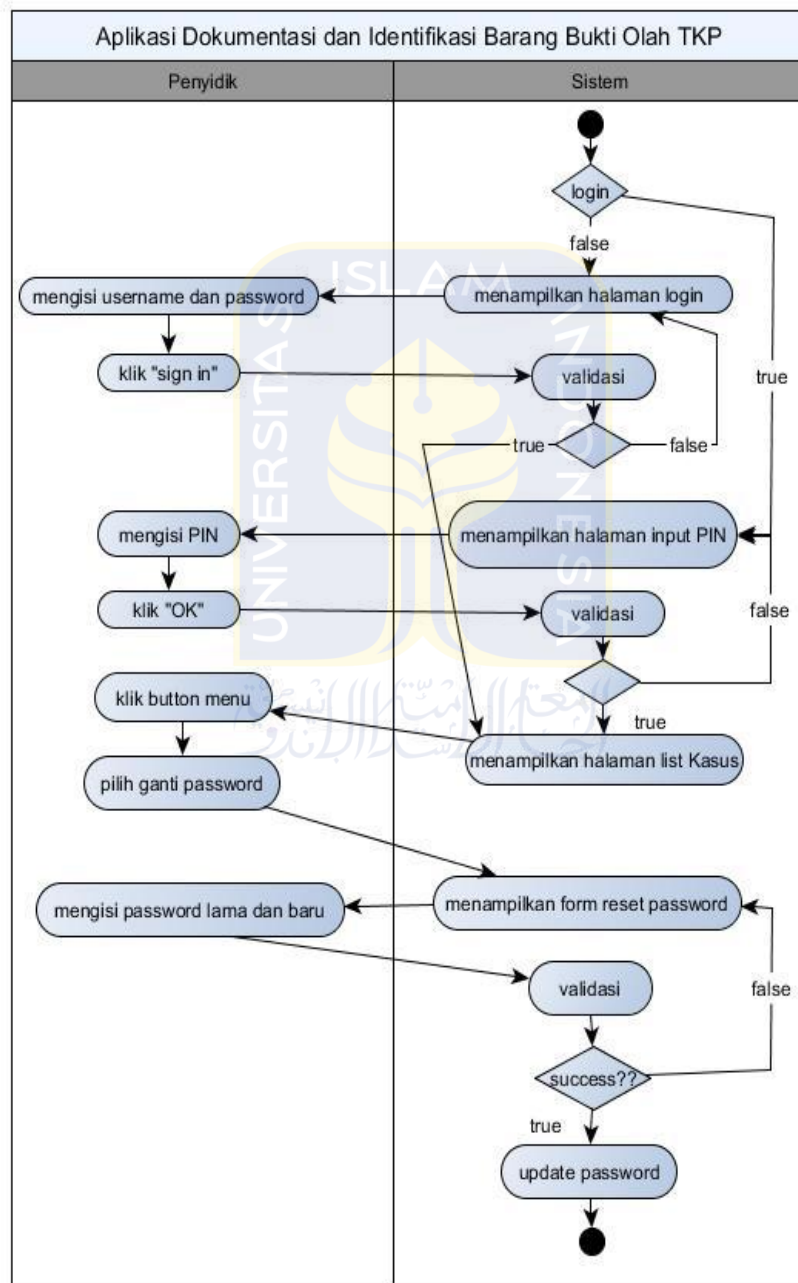 Aplikasi Dokumentasi dan Identifikasi Barang Bukti Olah TKP
Penyidik
Sistem
login
false
true
menampilkan halaman login
mengisi username dan password
klik "sign in"
validasi
true
false
menampilkan halaman input PIN
mengisi PIN
klik "OK"
validasi
false
true
menampilkan halaman list Kasus
klik button menu
pilih ganti password
menampilkan form reset password
mengisi password lama dan baru
validasi
false
success??
true
update password
UNIVERSITAS
ISLAM
INDONESIA